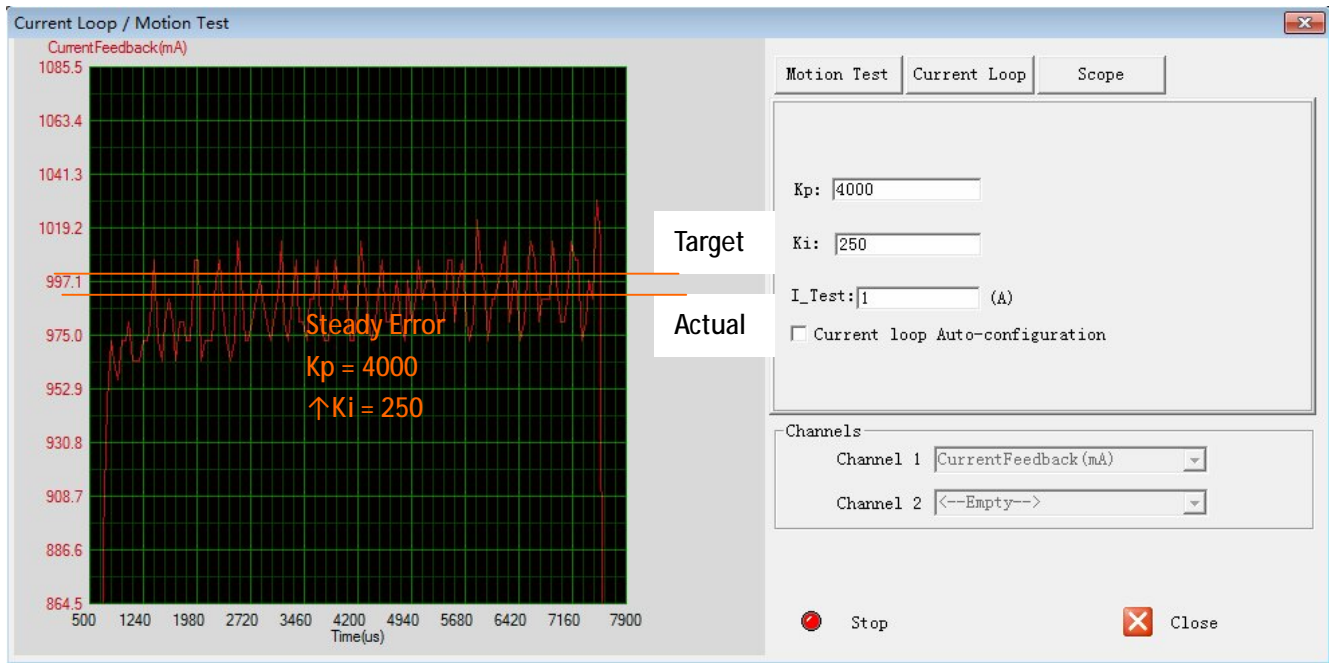 Current Loop / Motion Test
CurrentFeedback(mA)
1085.5
1063.4
1041.3
1019.2
997.1
975.0
952.9
930.8
908.7
886.6
864.5
500 1240 1980 2720 3460 4200 4940 5680 6420 7160 7900
Time(us)
Steady Error
Kp = 4000
↑Ki = 250
Target
Actual
Motion Test Current Loop Scope
Kp: 4000
Ki: 250
I_Test: 1 (A)
Current loop Auto-configuration
Channels
Channel 1 CurrentFeedback(mA)
Channel 2 <--Empty-->
Stop Close